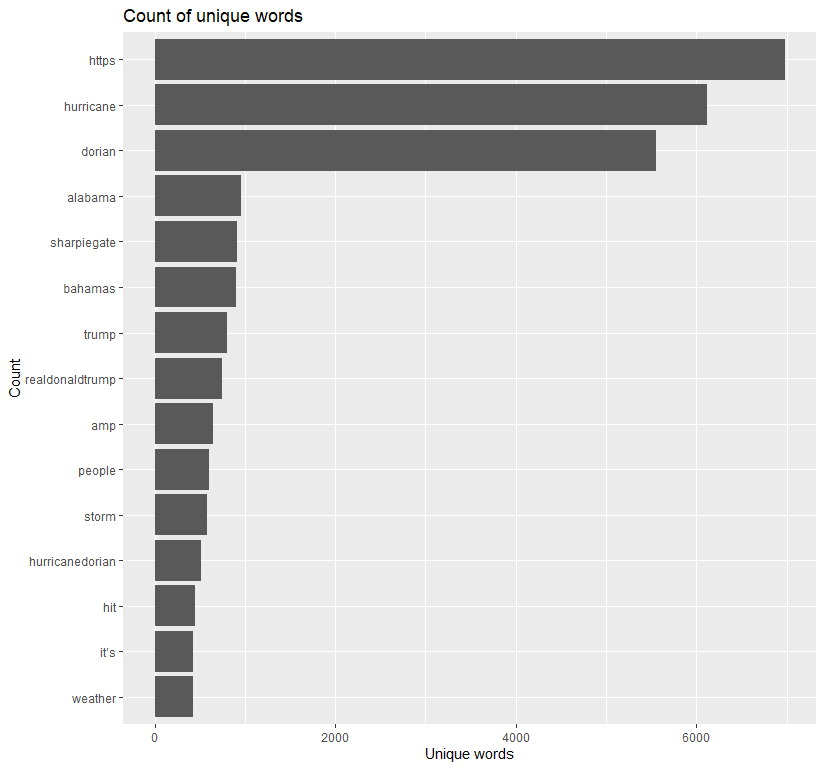 Count of unique words
https
hurricane
dorian
alabama
sharpiegate
bahamas
trump
realdonaldtrump
amp
people
storm
hurricanedorian
hit
it's
weather
Count
0 2000 4000 6000
Unique words